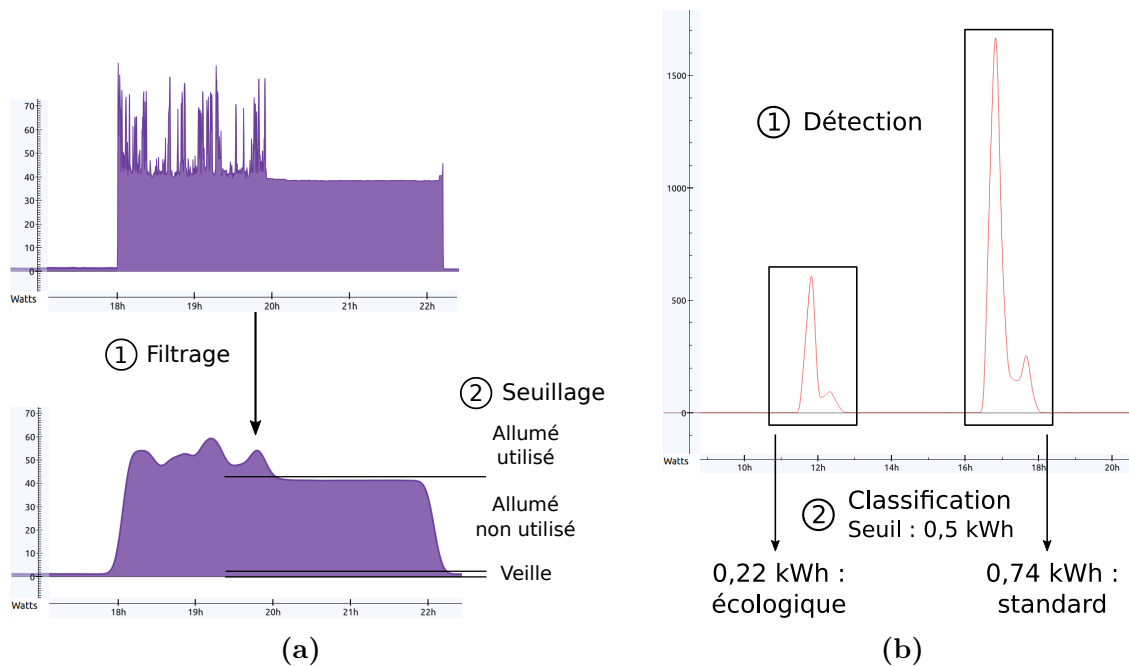 70
60
50
40
30
20
10
0
Watts
18h 19h 20h 21h 22h
1 Filtrage
2 Seuillage
70
60
50
40
30
20
10
0
Allumé
utilisé
Allumé
non utilisé
Veille
Watts
18h 19h 20h 21h 22h
(a)
1500
1000
500
0
1 Détection
Watts
10h 12h 14h 16h 18h 20h
2 Classification
Seuil : 0,5 kWh
0,22 kWh :
écologique
0,74 kWh :
standard
(b)